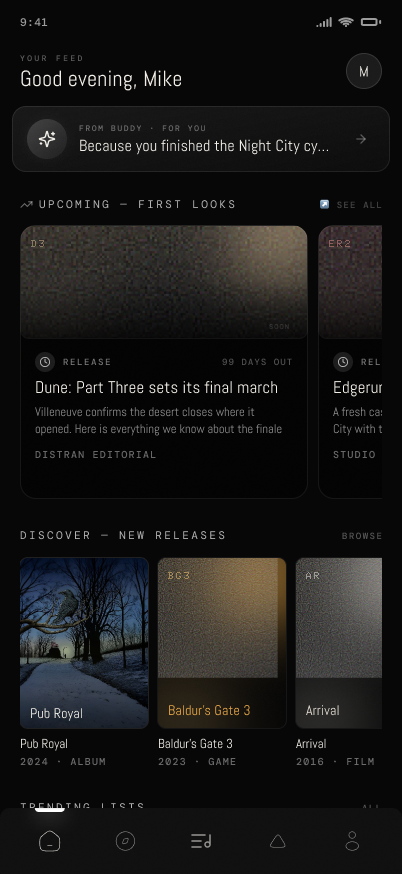 9:41
YOUR FEED
Good evening, Mike
M
FROM BUDDY · FOR YOU
Because you finished the Night City cy...
UPCOMING — FIRST LOOKS
SEE ALL
D3
SOON
RELEASE
99 DAYS OUT
Dune: Part Three sets its final march
Villeneuve confirms the desert closes where it
opened. Here is everything we know about the finale
DISTRAN EDITORIAL
ER2
REL
Edgerun
A fresh cas
City with t
STUDIO
DISCOVER — NEW RELEASES
BROWSE
Pub Royal
Pub Royal
2024 · ALBUM
BG3
Baldur's Gate 3
Baldur's Gate 3
2023 · GAME
AR
Arrival
Arrival
2016 · FILM
TRENDING LISTS
ALL